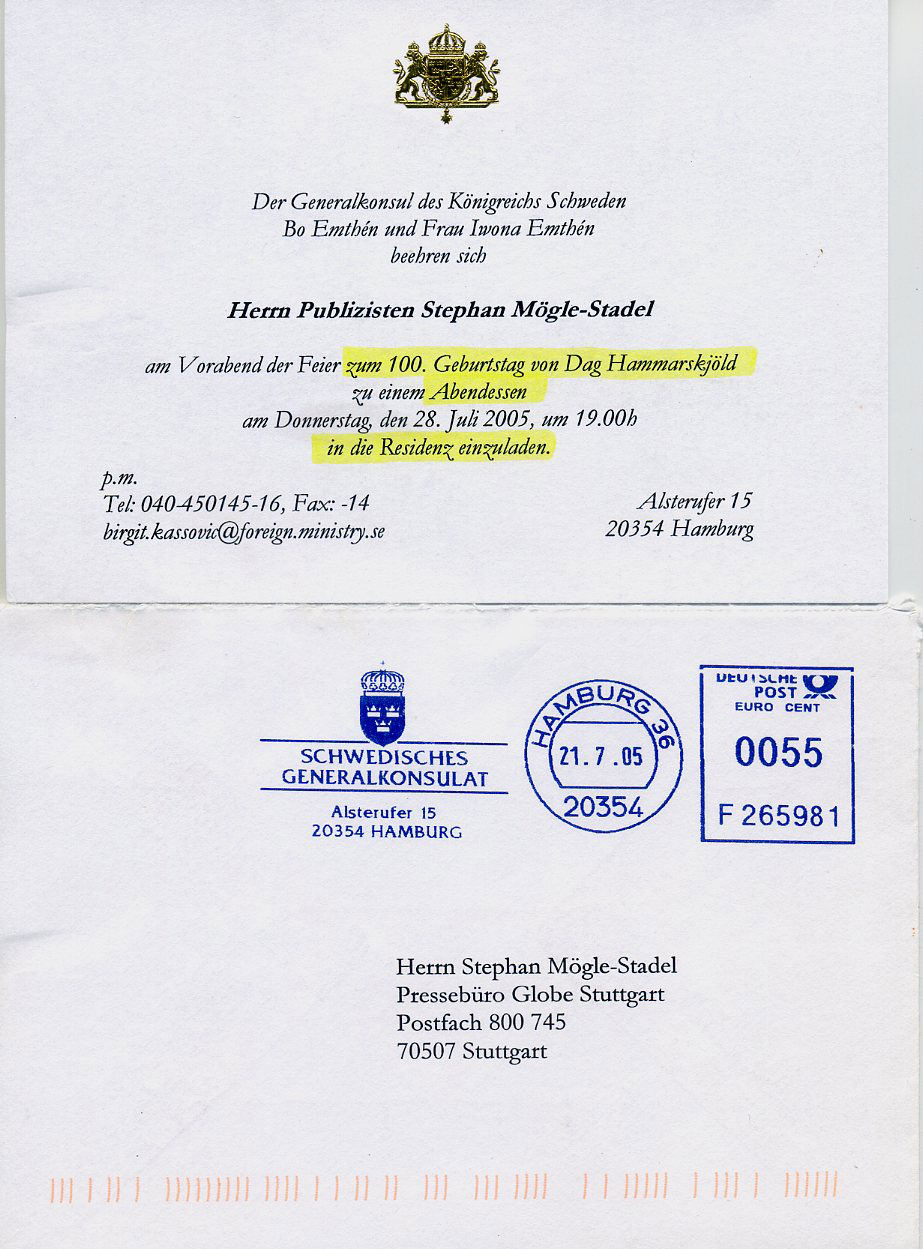 Der Generalkonsul des Königreichs Schweden
Bo Emthén und Frau Iwona Emthén
beehren sich
Herrn Publizisten Stephan Mögle-Stadel
am Vorabend der Feier zum 100. Geburtstag von Dag Hammarskjöld
zu einem Abendessen
am Donnerstag, den 28. Juli 2005, um 19.00h
in die Residenz einzuladen.
p.m.
Tel: 040-450145-16, Fax: -14
birgit.kassovic@foreign.ministry.se
Alsterufer 15
20354 Hamburg
SCHWEDISCHES
GENERALKONSULAT
Alsterufer 15
20354 HAMBURG
HAMBURG 36
21.7.05
20354
DEUTSCHE
POST
EURO CENT
0055
F 265981
Herrn Stephan Mögle-Stadel
Pressebüro Globe Stuttgart
Postfach 800 745
70507 Stuttgart